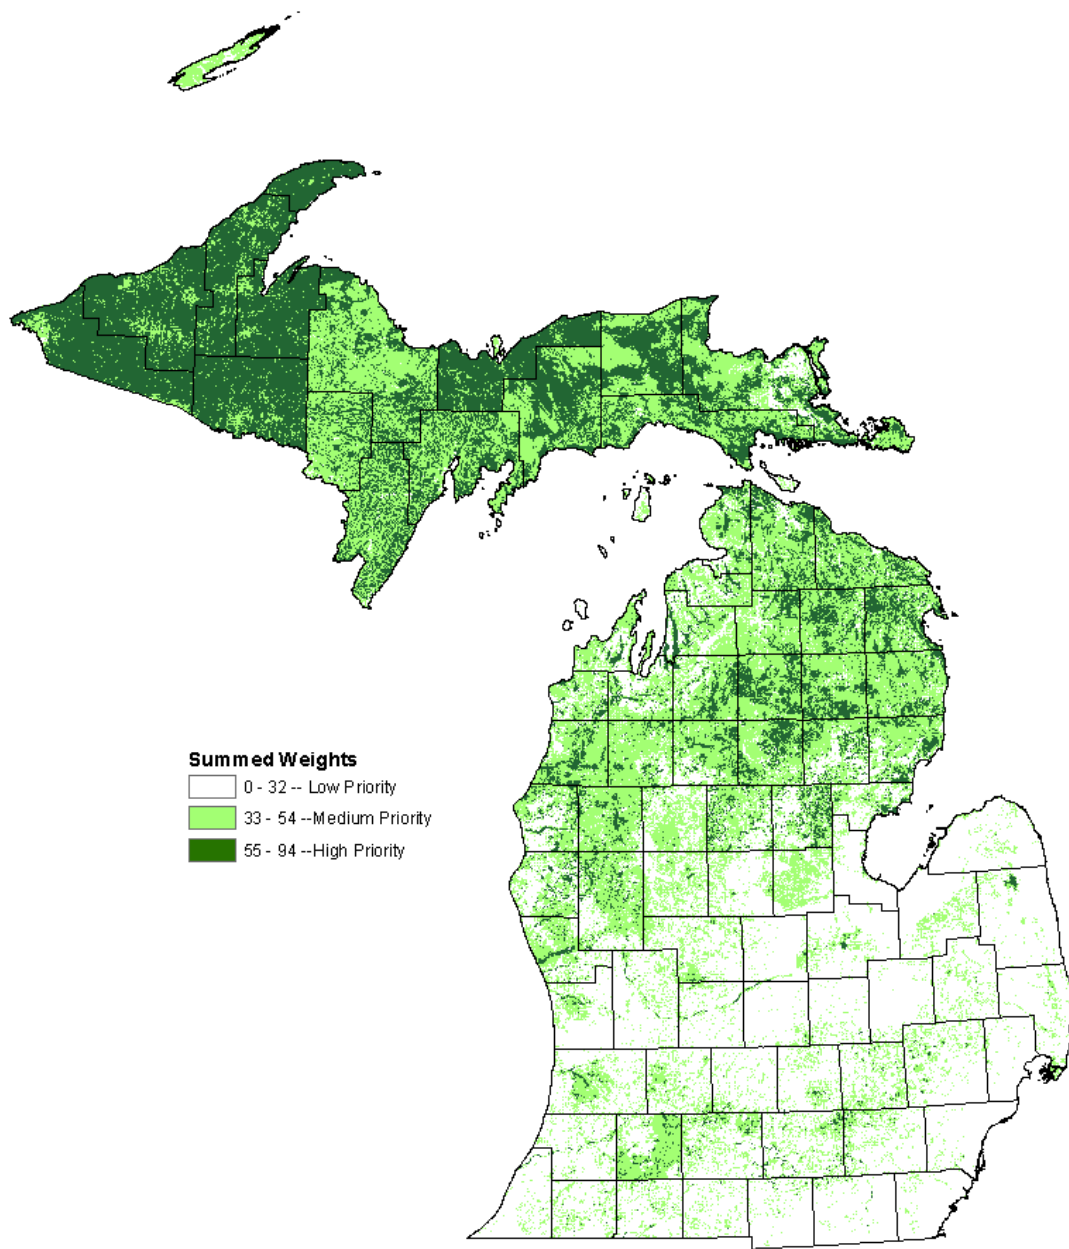 Summed Weights
0 - 32 -- Low Priority
33 - 54 --Medium Priority
55 - 94 --High Priority